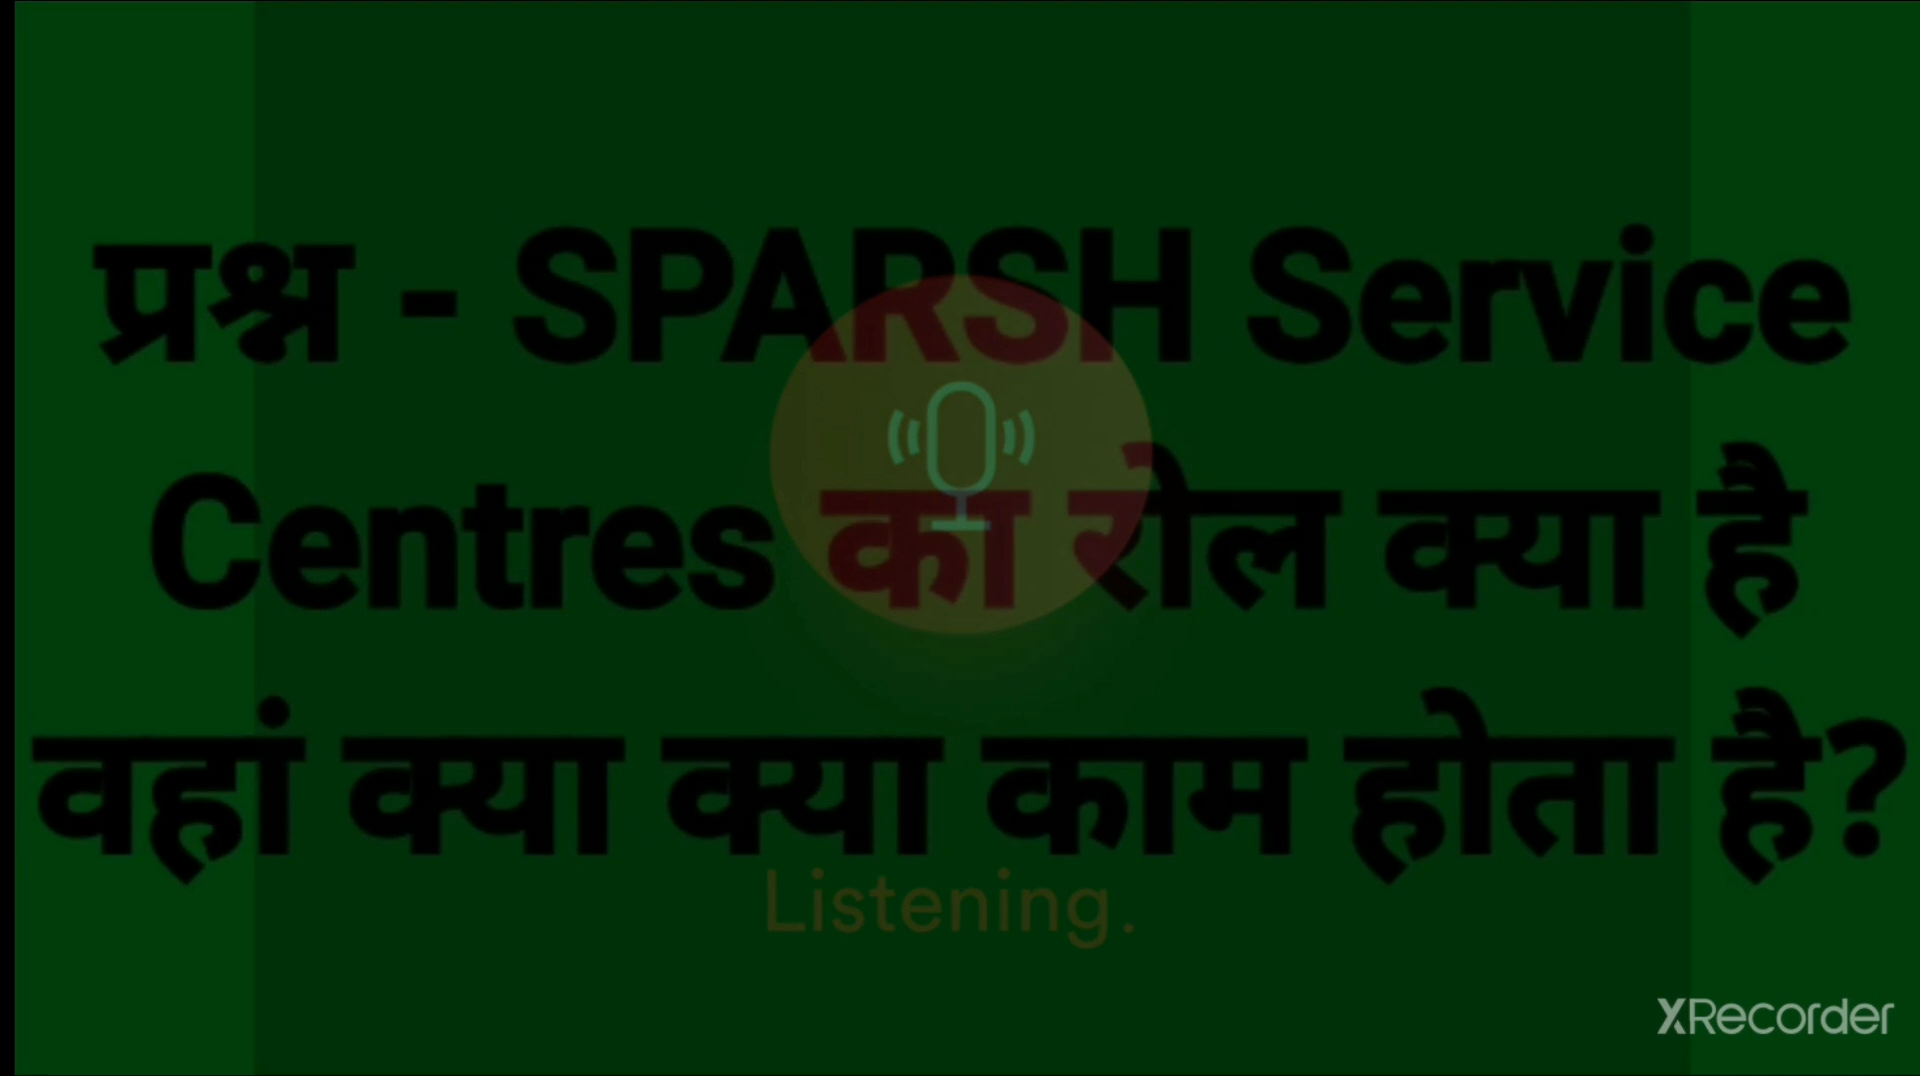 प्रश्न - SPARSH Service
Centres का रोल क्या है
वहां क्या क्या काम होता है?
Listening.
XRecorder